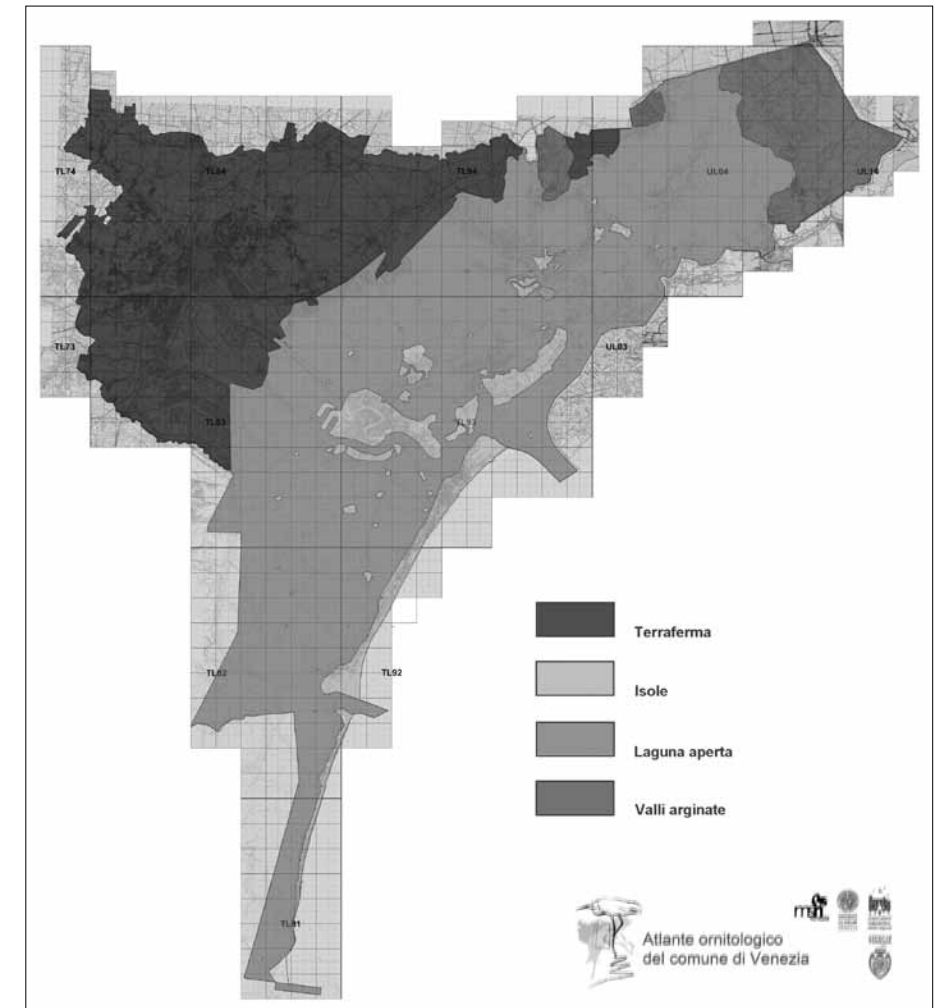 TL74
TL84
TL94
UL04
UL14
TL73
UL03
TL83
TL93
TL82
TL92
TL91
Terraferma
Isole
Laguna aperta
Valli arginate
Atlante ornitologico
del comune di Venezia